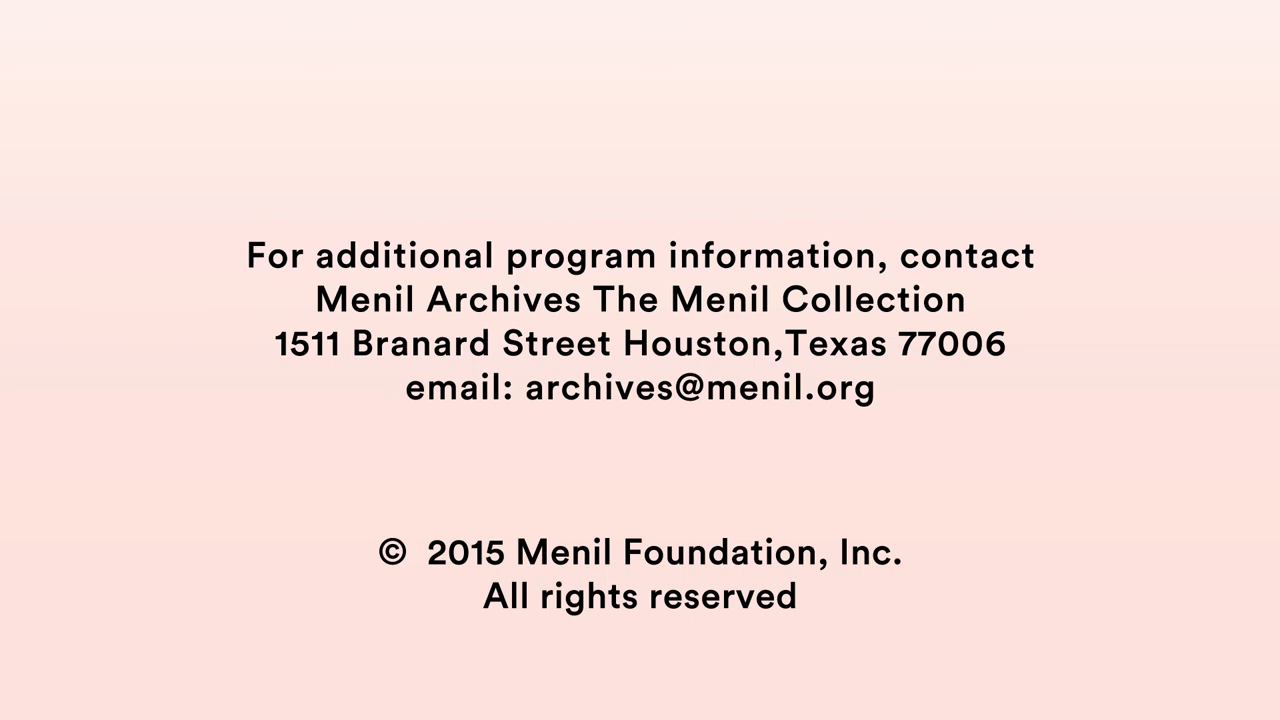 For additional program information, contact
Menil Archives The Menil Collection
1511 Branard Street Houston,Texas 77006
email: archives@menil.org
© 2015 Menil Foundation, Inc.
All rights reserved